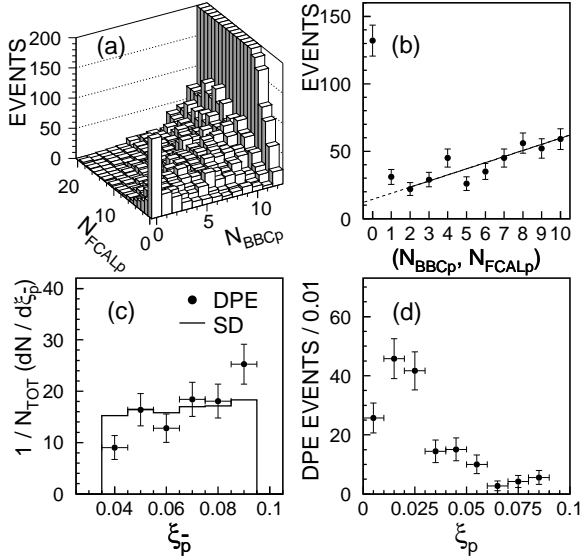 (a)
EVENTS
200
150
100
50
0
20
10
0
N_FCALp
0
5
10
N_BBCp
(b)
EVENTS
150
100
50
0
0 1 2 3 4 5 6 7 8 9 10
(N_BBCp, N_FCALp)
(c)
DPE
SD
1 / N_TOT (dN / dξ_p̄)
40
30
20
10
0
0.04 0.06 0.08 0.1
ξ_p̄
(d)
DPE EVENTS / 0.01
60
40
20
0
0 0.025 0.05 0.075 0.1
ξ_p